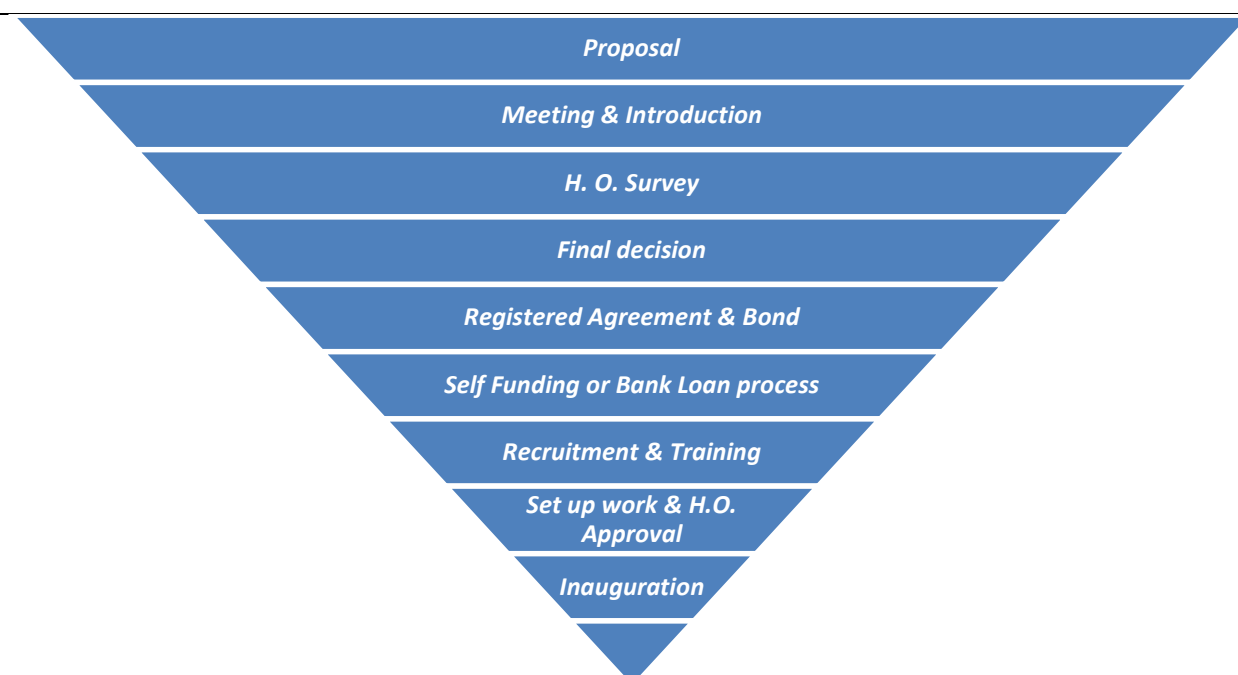 Proposal
Meeting & Introduction
H. O. Survey
Final decision
Registered Agreement & Bond
Self Funding or Bank Loan process
Recruitment & Training
Set up work & H.O.
Approval
Inauguration